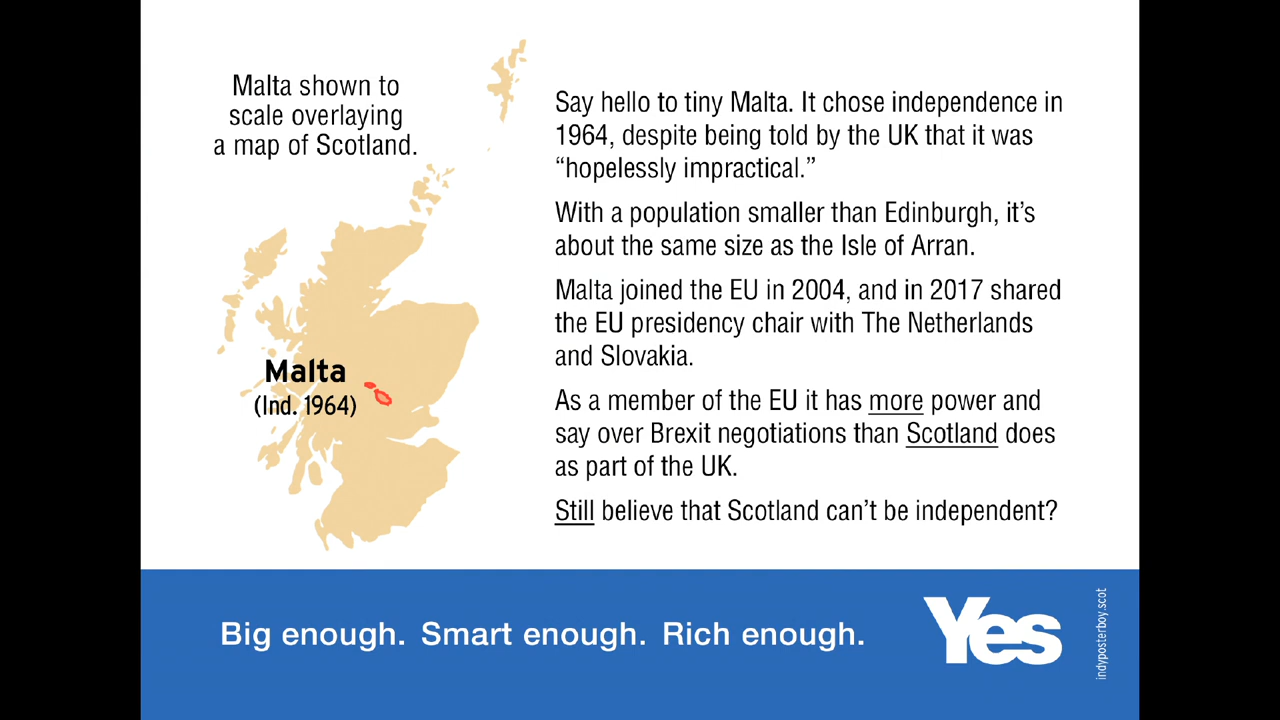 Malta shown to
scale overlaying
a map of Scotland.
Malta
(Ind. 1964)
Say hello to tiny Malta. It chose independence in
1964, despite being told by the UK that it was
“hopelessly impractical.”
With a population smaller than Edinburgh, it’s
about the same size as the Isle of Arran.
Malta joined the EU in 2004, and in 2017 shared
the EU presidency chair with The Netherlands
and Slovakia.
As a member of the EU it has more power and
say over Brexit negotiations than Scotland does
as part of the UK.
Still believe that Scotland can’t be independent?
Big enough. Smart enough. Rich enough.
Yes
indyposterboy.scot